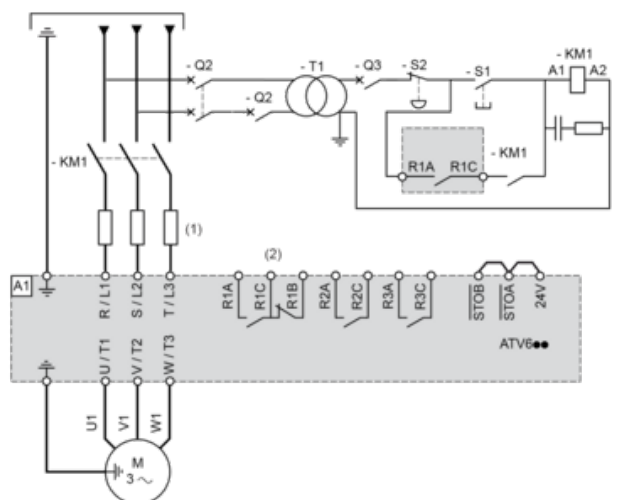 - Q2
- T1
- Q3
- S2
- S1
- KM1
A1
A2
- Q2
R1A
R1C
- KM1
- KM1
(1)
(2)
A1
R / L1
S / L2
T / L3
R1A
R1C
R1B
R2A
R2C
R3A
R3C
STOB
STOA
24V
ATV6●●
U / T1
V / T2
W / T3
U1
V1
W1
M
3 ~